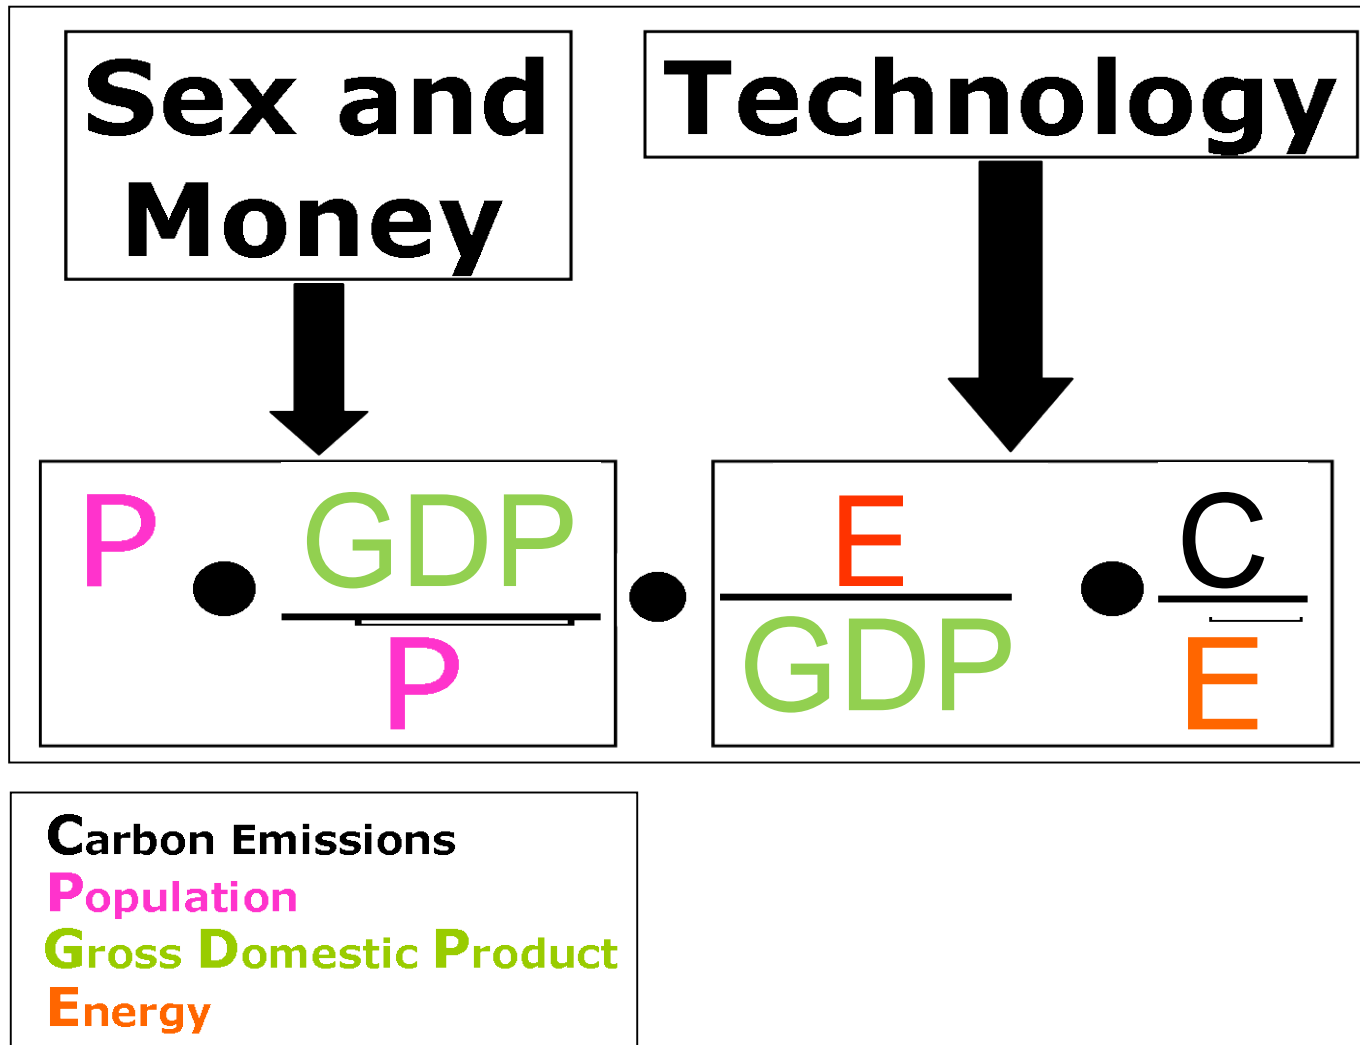 Sex and
Money
Technology
P • GDP • E • C
P GDP E
Carbon Emissions
Population
Gross Domestic Product
Energy